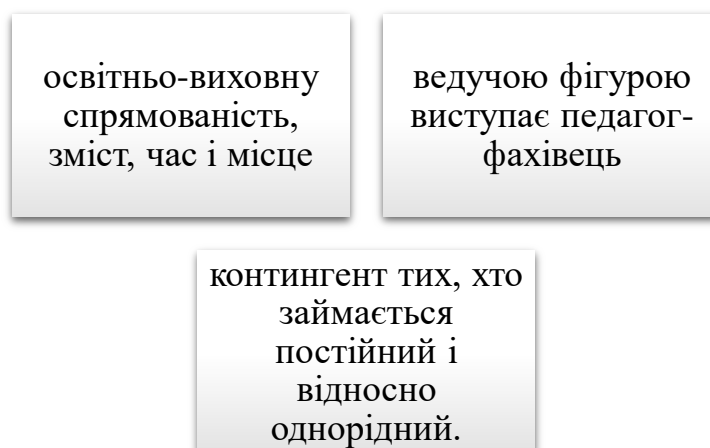 освітньо-виховну
спрямованість,
зміст, час і місце
ведучою фігурою
виступає педагог-
фахівець
контингент тих, хто
займається
постійний і
відносно
однорідний.